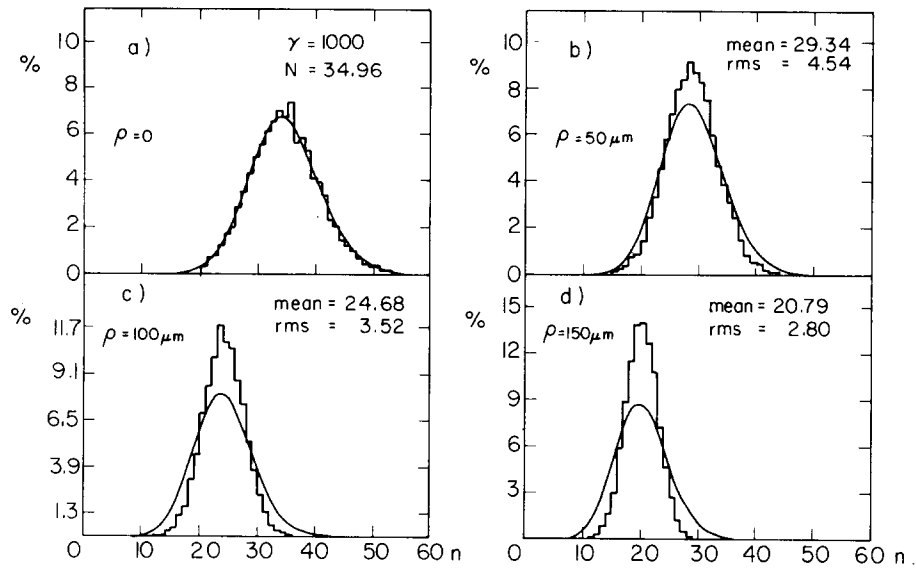 a)
γ = 1000
N = 34.96
ρ = 0
%
10
8
6
4
2
0
b)
mean = 29.34
rms = 4.54
ρ = 50 μm
%
10
8
6
4
2
0
c)
mean = 24.68
rms = 3.52
ρ = 100 μm
%
11.7
9.1
6.5
3.9
1.3
0 10 20 30 40 50 60 n
d)
mean = 20.79
rms = 2.80
ρ = 150 μm
%
15
12
9
6
3
0 10 20 30 40 50 60 n